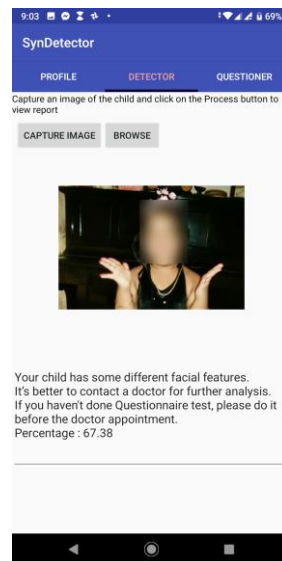 9:03 69%
SynDetector
PROFILE DETECTOR QUESTIONER
Capture an image of the child and click on the Process button to
view report
CAPTURE IMAGE BROWSE
Your child has some different facial features.
It's better to contact a doctor for further analysis.
If you haven't done Questionnaire test, please do it
before the doctor appointment.
Percentage : 67.38